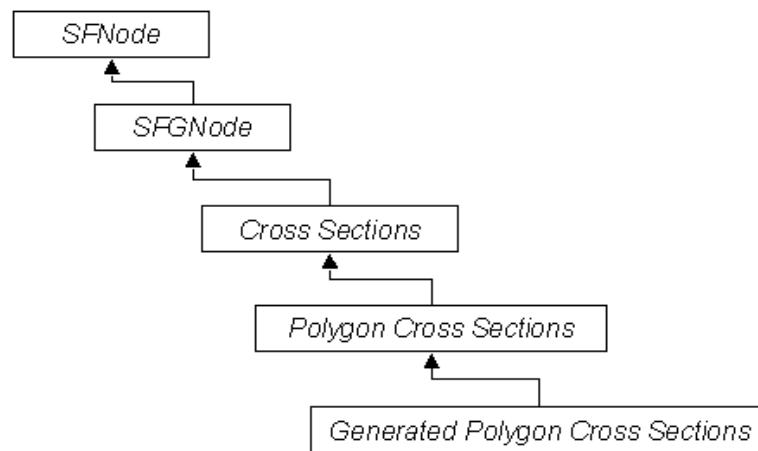 SFNode
SFGNode
Cross Sections
Polygon Cross Sections
Generated Polygon Cross Sections